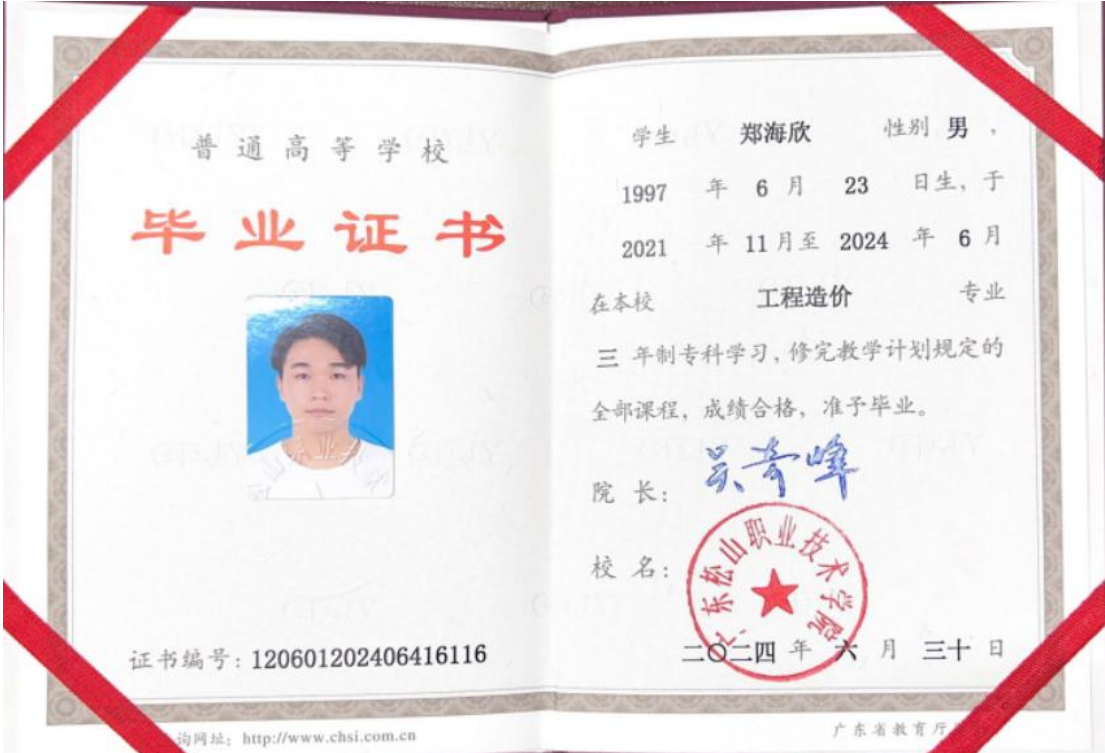 普通高等学校
毕业证书
证书编号：120601202406416116
询网址：http://www.chsi.com.cn
学生 郑海欣 性别 男，
1997 年 6 月 23 日生，于
2021 年 11 月至 2024 年 6 月
在本校 工程造价 专业
三 年制专科学习，修完教学计划规定的
全部课程，成绩合格，准予毕业。
院 长：吴奇峰
校 名：
广东松山职业技术学院
二〇二四 年 六 月 三十 日
广东省教育厅